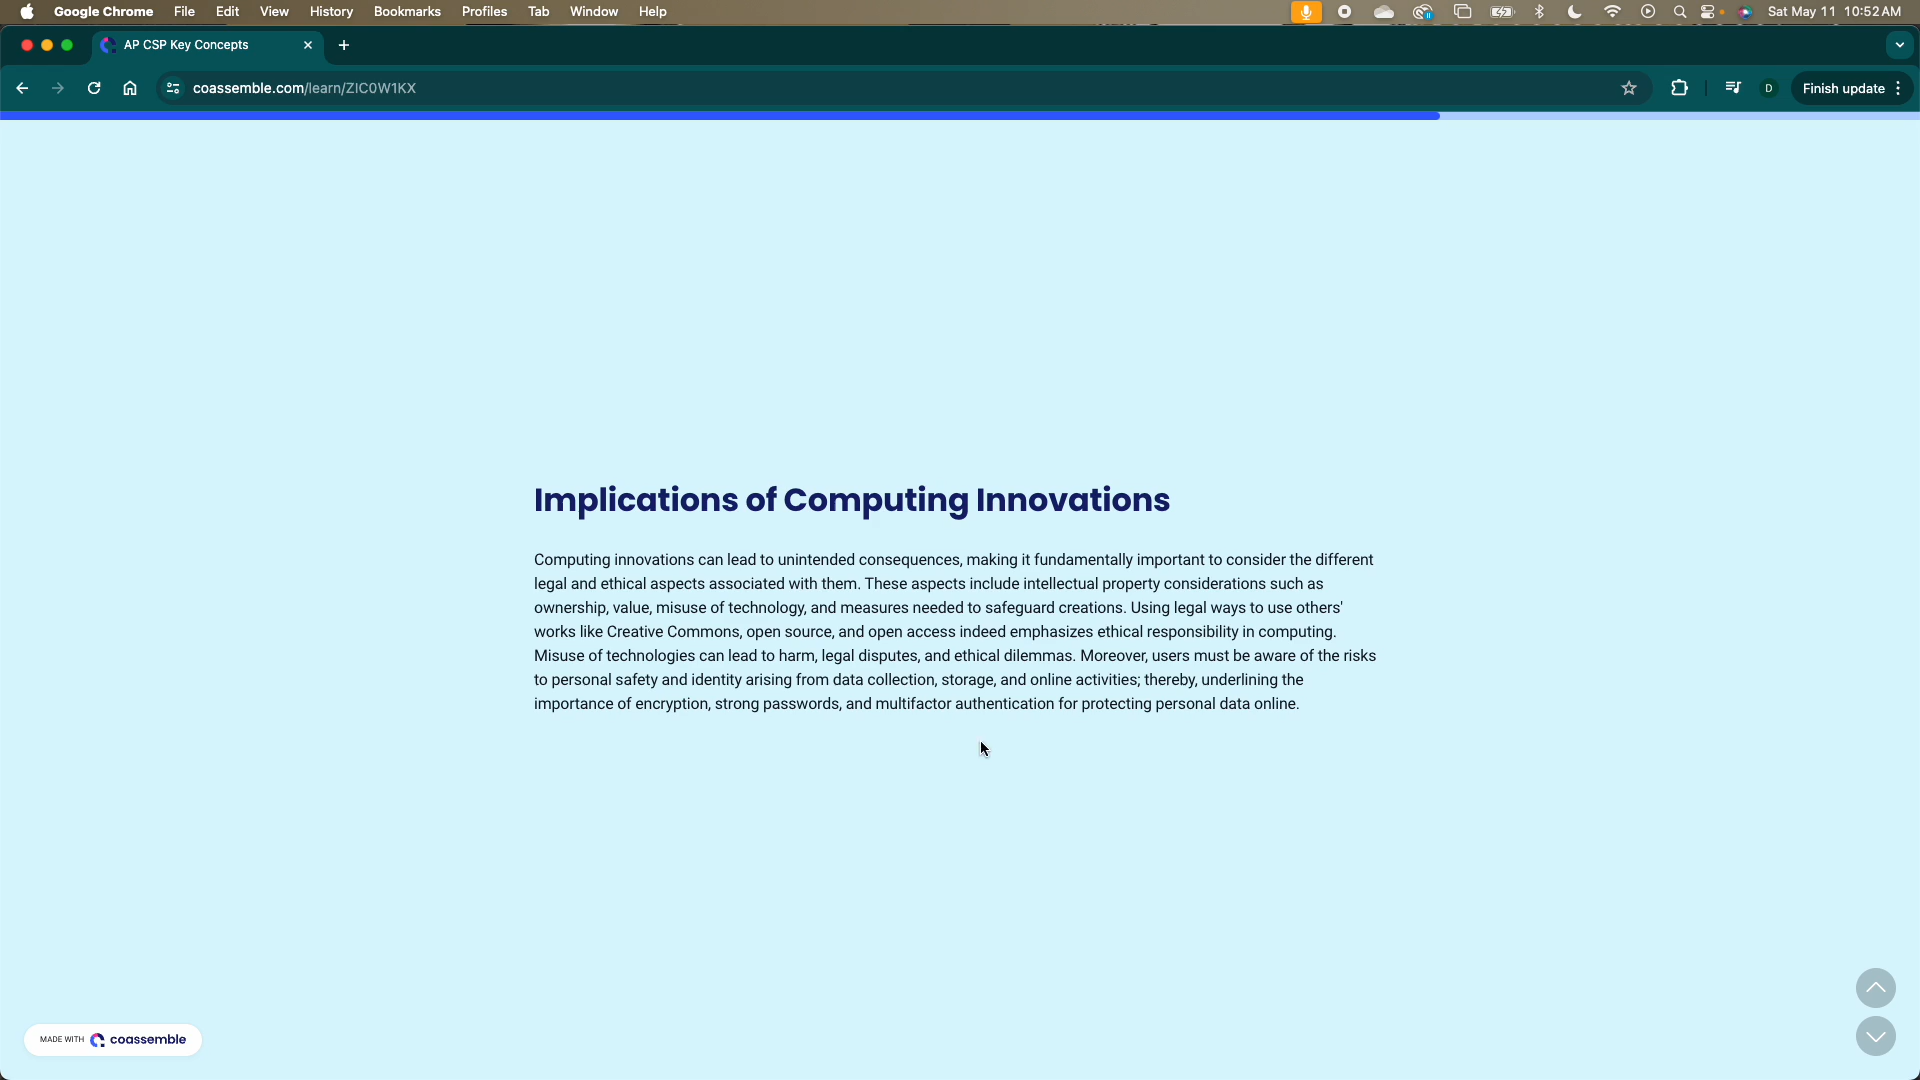 Google Chrome File Edit View History Bookmarks Profiles Tab Window Help Sat May 11 10:52 AM
AP CSP Key Concepts
coassemble.com/learn/ZIC0W1KX D Finish update
Implications of Computing Innovations
Computing innovations can lead to unintended consequences, making it fundamentally important to consider the different
legal and ethical aspects associated with them. These aspects include intellectual property considerations such as
ownership, value, misuse of technology, and measures needed to safeguard creations. Using legal ways to use others'
works like Creative Commons, open source, and open access indeed emphasizes ethical responsibility in computing.
Misuse of technologies can lead to harm, legal disputes, and ethical dilemmas. Moreover, users must be aware of the risks
to personal safety and identity arising from data collection, storage, and online activities; thereby, underlining the
importance of encryption, strong passwords, and multifactor authentication for protecting personal data online.
MADE WITH coassemble